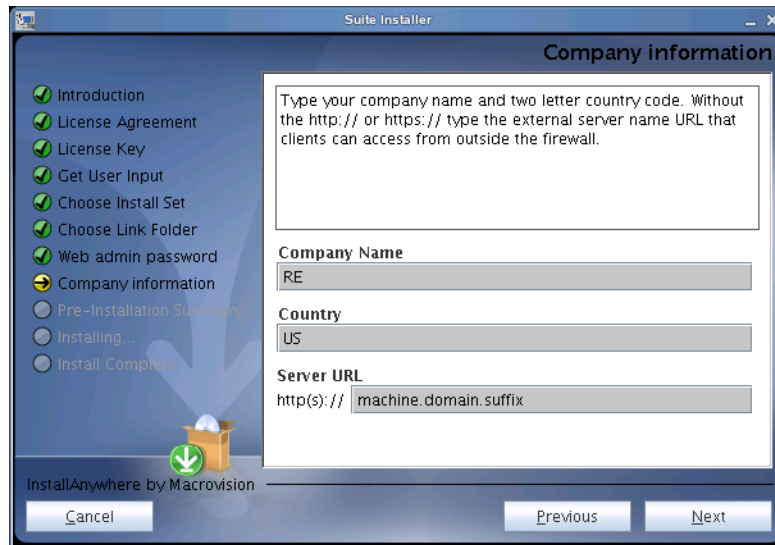 Suite Installer
Company information
Introduction
License Agreement
License Key
Get User Input
Choose Install Set
Choose Link Folder
Web admin password
Company information
Pre-Installation Summary
Installing...
Install Complete
Type your company name and two letter country code. Without
the http:// or https:// type the external server name URL that
clients can access from outside the firewall.
Company Name
RE
Country
US
Server URL
http(s):// machine.domain.suffix
InstallAnywhere by Macrovision
Cancel
Previous
Next